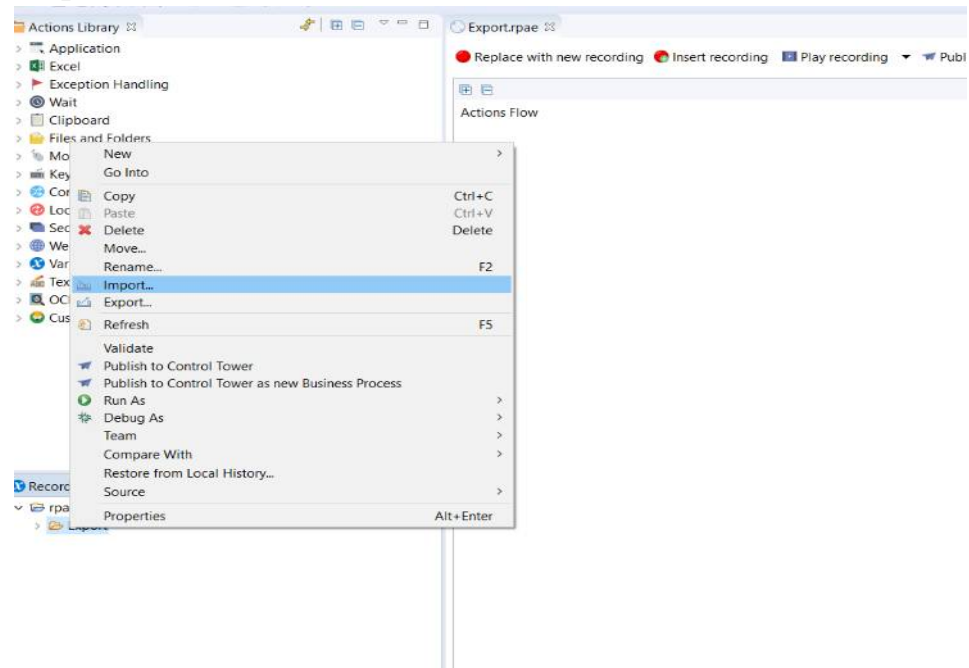 Actions Library
Application
Excel
Exception Handling
Wait
Clipboard
Files and Folders
Mo
Key
Cor
Loc
Sec
We
Var
Tex
OC
Cus
New
Go Into
Copy Ctrl+C
Paste Ctrl+V
Delete Delete
Move...
Rename... F2
Import...
Export...
Refresh F5
Validate
Publish to Control Tower
Publish to Control Tower as new Business Process
Run As
Debug As
Team
Compare With
Restore from Local History...
Source
Properties Alt+Enter
Recorc
rpa
Export
Export.rpae
Replace with new recording Insert recording Play recording Publ
Actions Flow